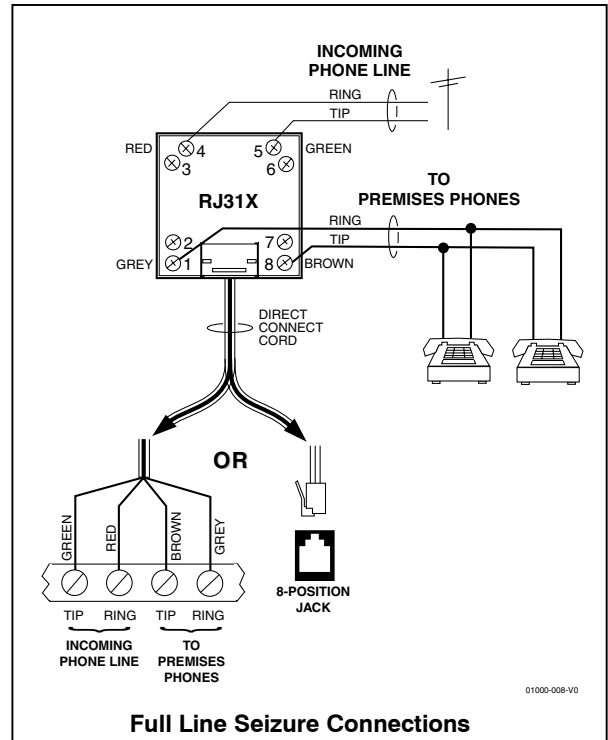 INCOMING
PHONE LINE
RING
TIP
RED
4
5
GREEN
3
6
RJ31X
TO
PREMISES PHONES
RING
TIP
2
7
GREY
1
8
BROWN
DIRECT
CONNECT
CORD
OR
GREEN
RED
BROWN
GREY
8-POSITION
JACK
TIP RING TIP RING
INCOMING
PHONE LINE
TO
PREMISES
PHONES
01000-008-V0
Full Line Seizure Connections